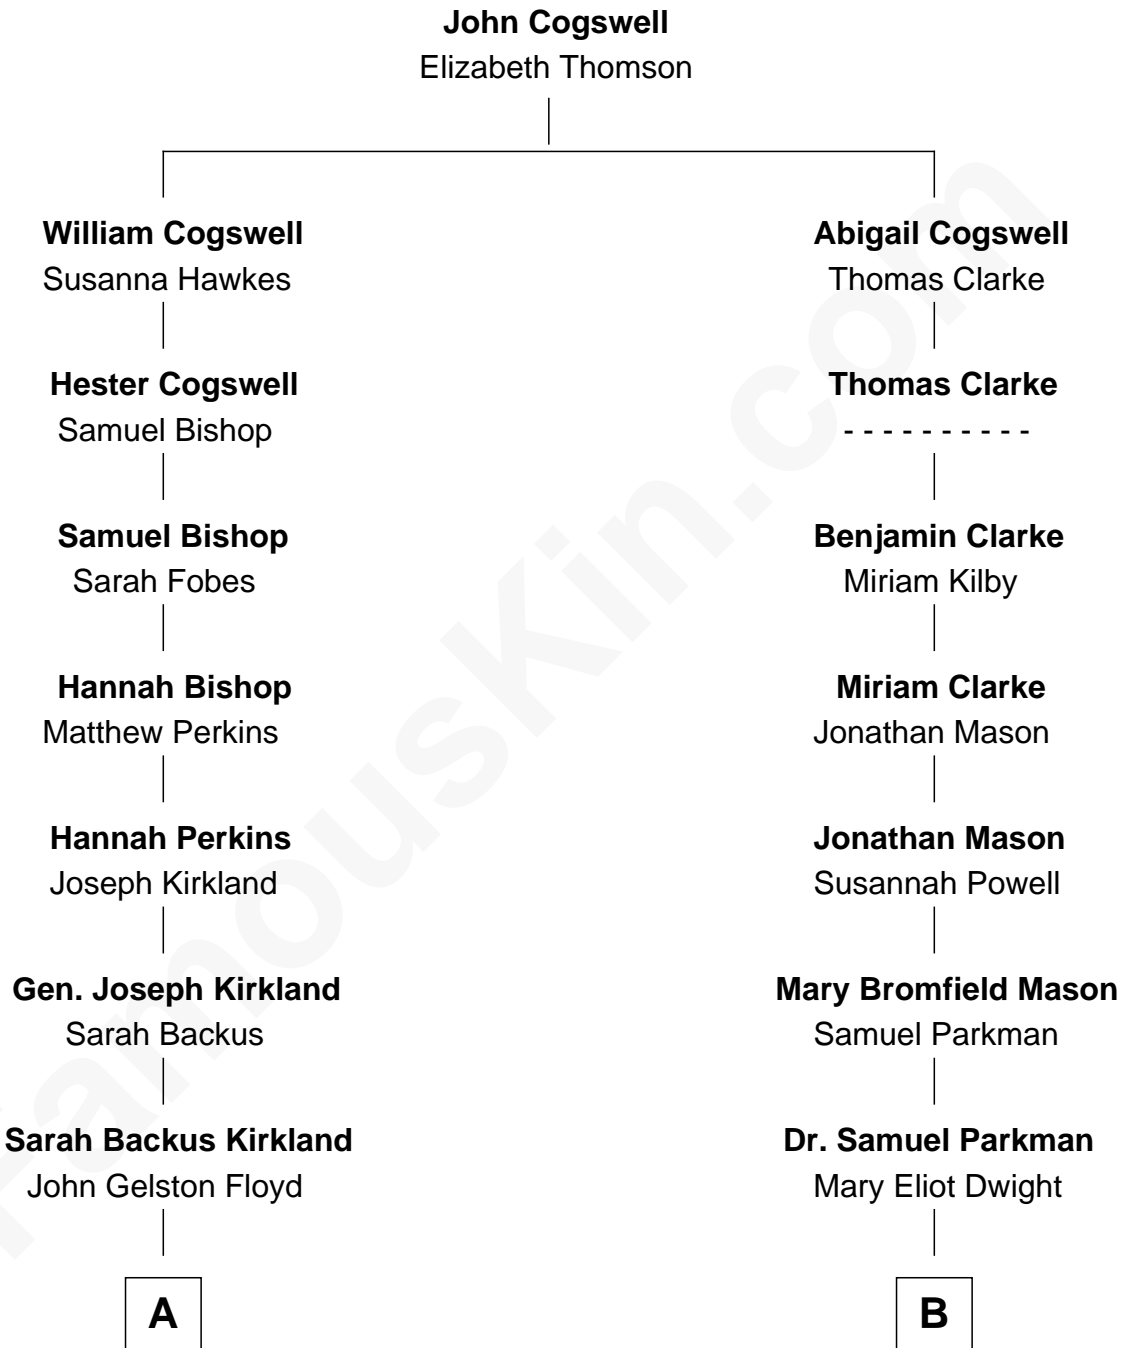 John Cogswell
Elizabeth Thomson
William Cogswell
Susanna Hawkes
Abigail Cogswell
Thomas Clarke
Hester Cogswell
Samuel Bishop
Thomas Clarke
- - - - - - - - - -
Samuel Bishop
Sarah Fobes
Benjamin Clarke
Miriam Kilby
Hannah Bishop
Matthew Perkins
Miriam Clarke
Jonathan Mason
Hannah Perkins
Joseph Kirkland
Jonathan Mason
Susannah Powell
Gen. Joseph Kirkland
Sarah Backus
Mary Bromfield Mason
Samuel Parkman
Sarah Backus Kirkland
John Gelston Floyd
Dr. Samuel Parkman
Mary Eliot Dwight
A
B
FamousKin.com